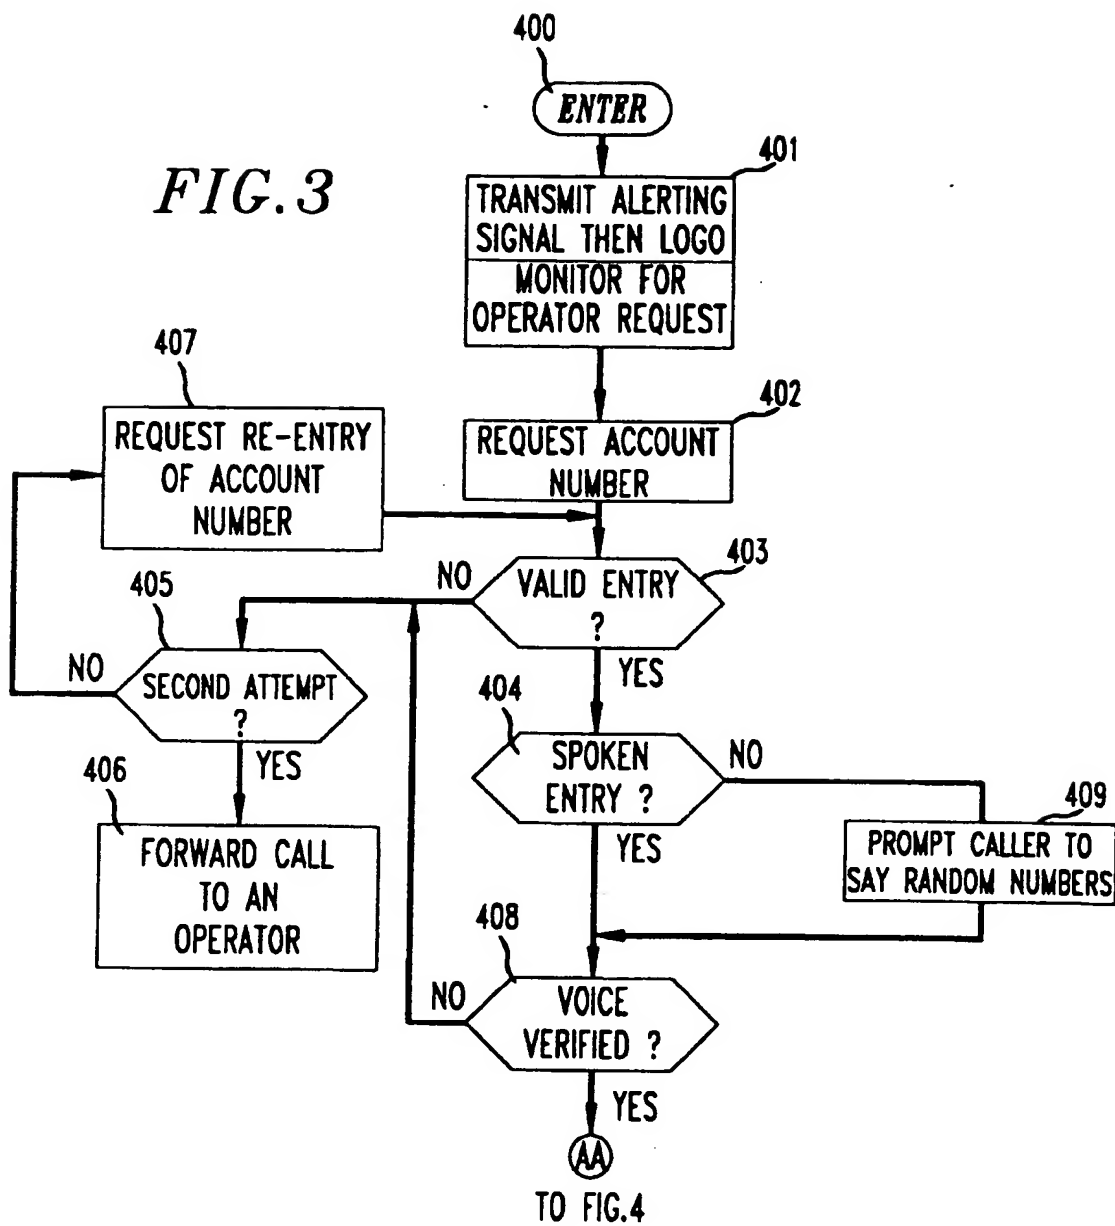 400
ENTER
FIG.3
401
TRANSMIT ALERTING
SIGNAL THEN LOGO
MONITOR FOR
OPERATOR REQUEST
407
REQUEST RE-ENTRY
OF ACCOUNT
NUMBER
402
REQUEST ACCOUNT
NUMBER
403
VALID ENTRY
?
NO
YES
405
SECOND ATTEMPT
?
NO
YES
404
SPOKEN
ENTRY ?
NO
YES
406
FORWARD CALL
TO AN
OPERATOR
409
PROMPT CALLER TO
SAY RANDOM NUMBERS
408
VOICE
VERIFIED ?
NO
YES
AA
TO FIG.4